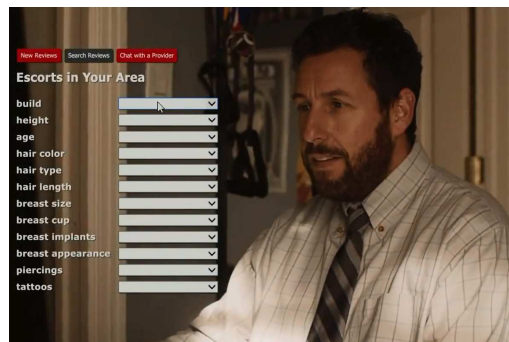 New Reviews Search Reviews Chat with a Provider
Escorts in Your Area
build
height
age
hair color
hair type
hair length
breast size
breast cup
breast implants
breast appearance
piercings
tattoos